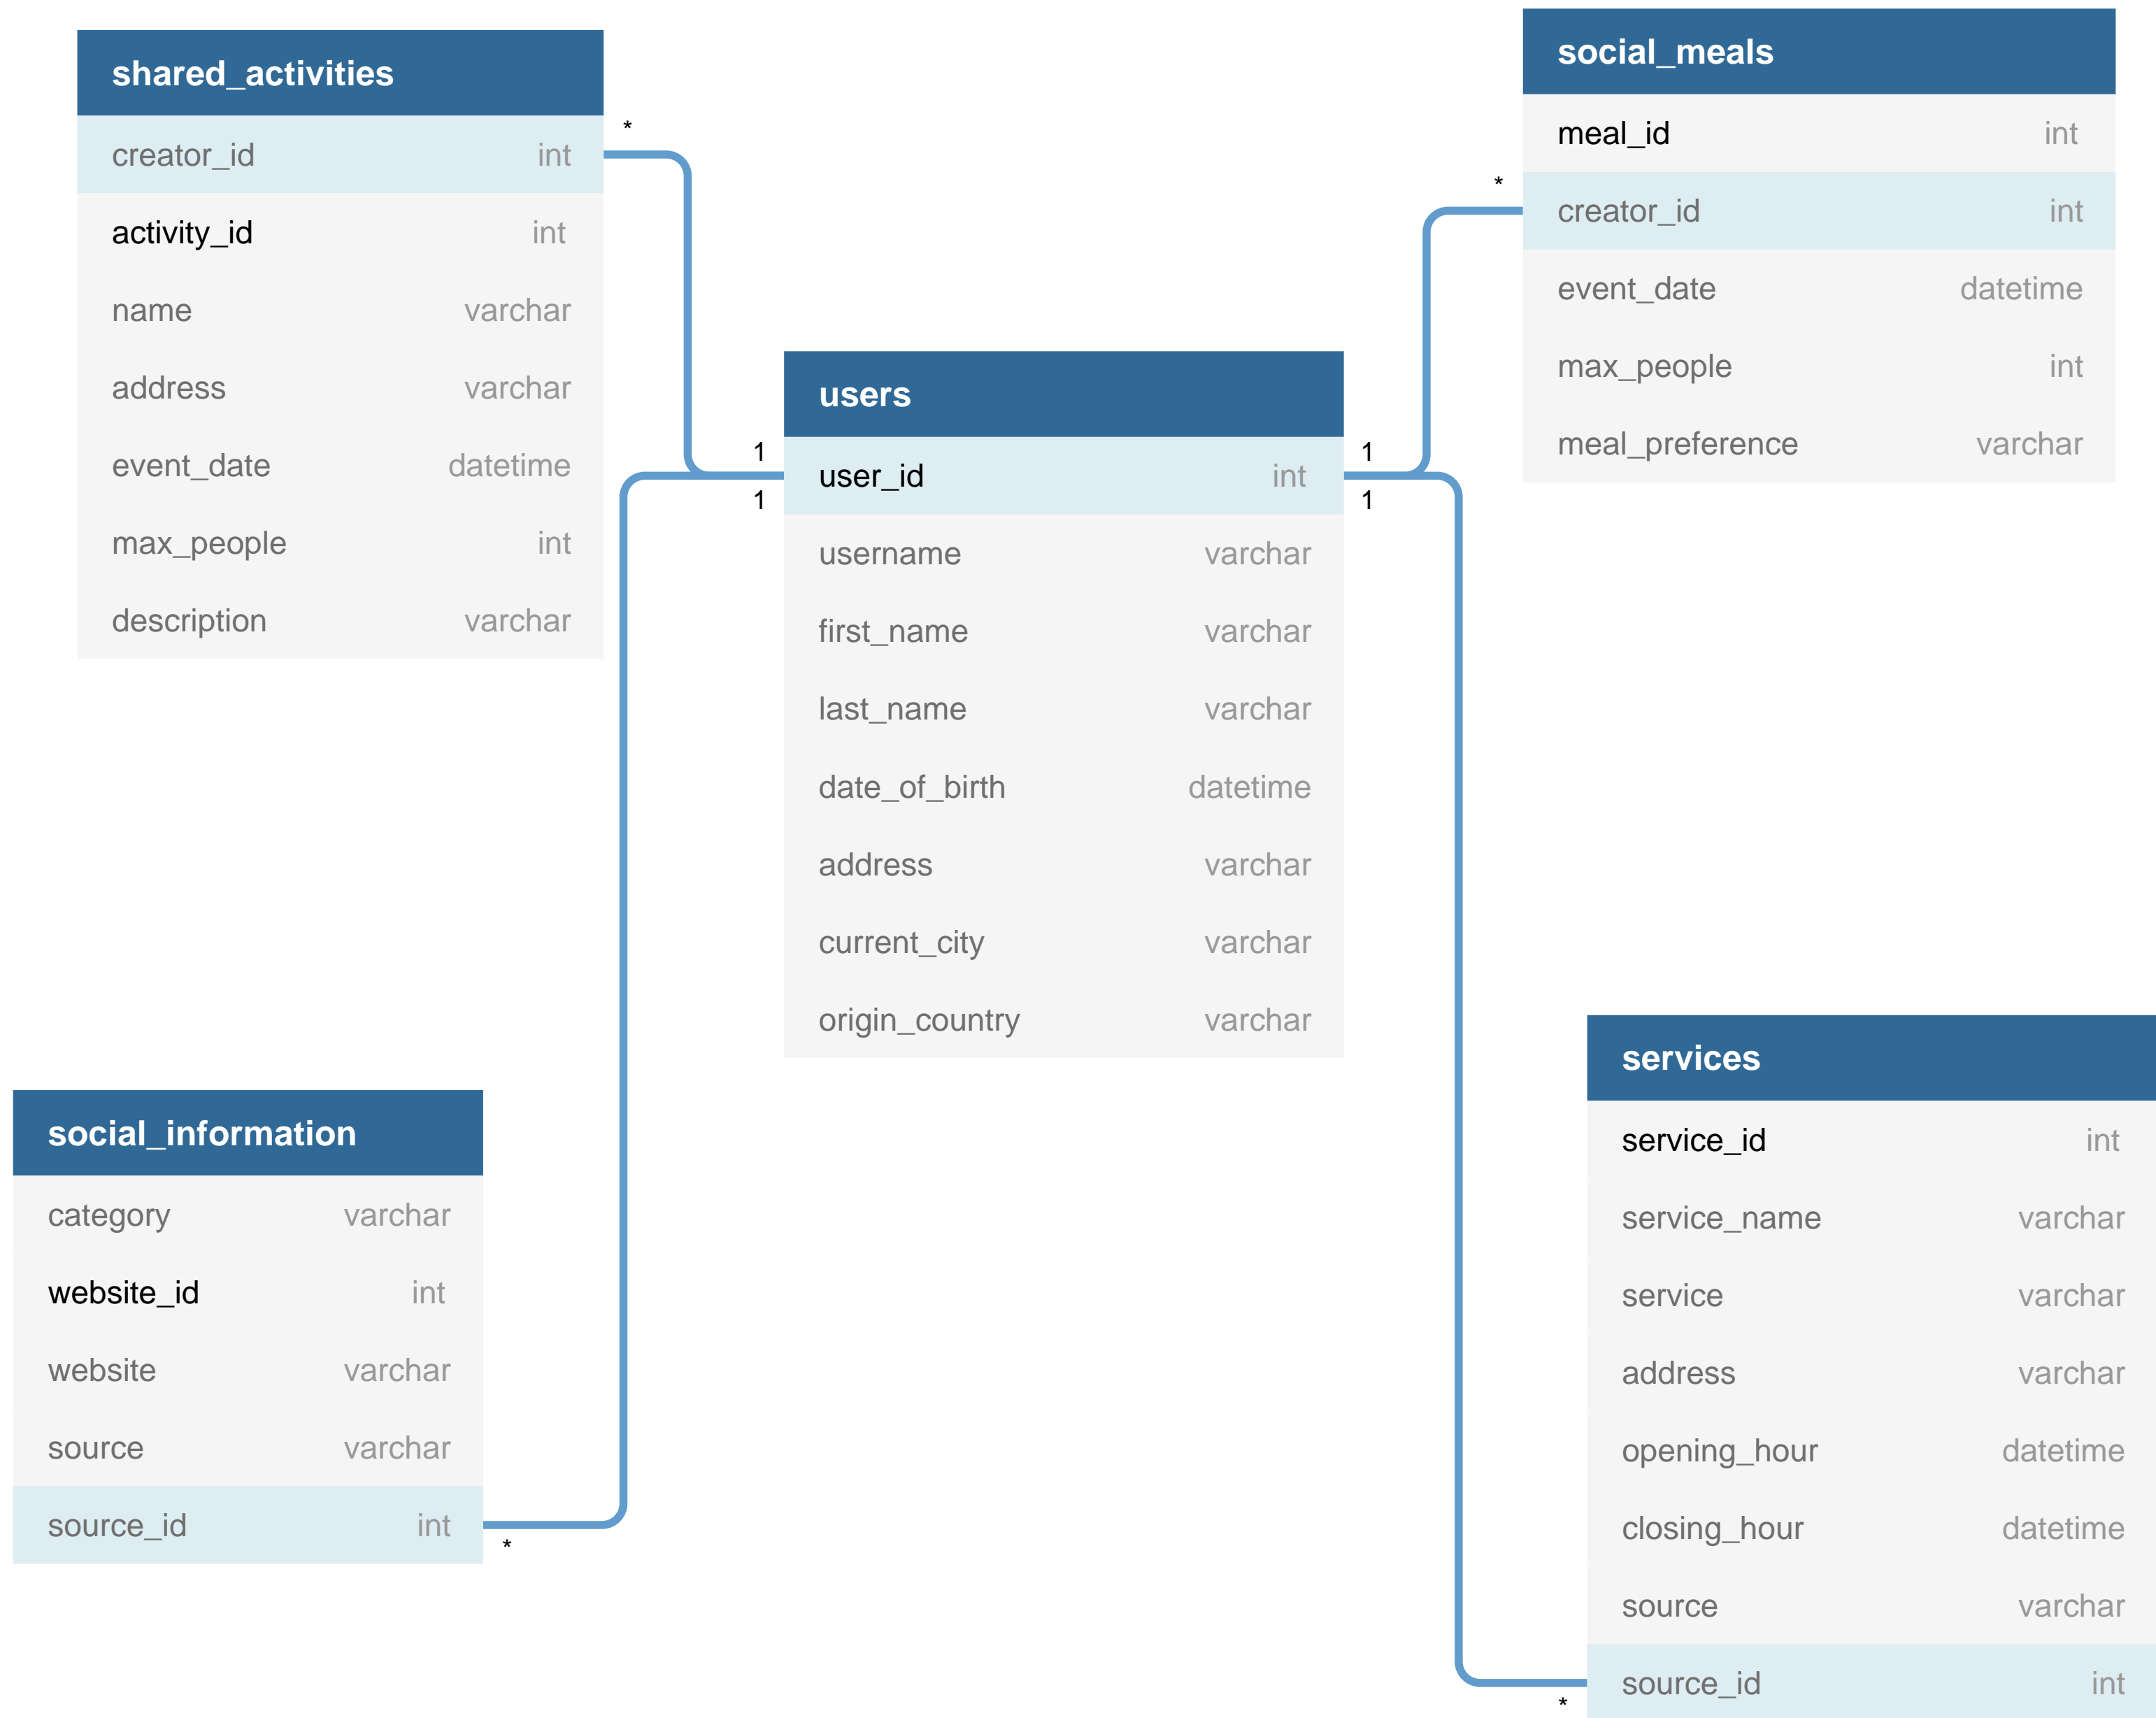 shared_activities
creator_id int
activity_id int
name varchar
address varchar
event_date datetime
max_people int
description varchar
*
social_meals
meal_id int
creator_id int
event_date datetime
max_people int
meal_preference varchar
*
users
user_id int
username varchar
first_name varchar
last_name varchar
date_of_birth datetime
address varchar
current_city varchar
origin_country varchar
1
1
1
1
social_information
category varchar
website_id int
website varchar
source varchar
source_id int
*
services
service_id int
service_name varchar
service varchar
address varchar
opening_hour datetime
closing_hour datetime
source varchar
source_id int
*